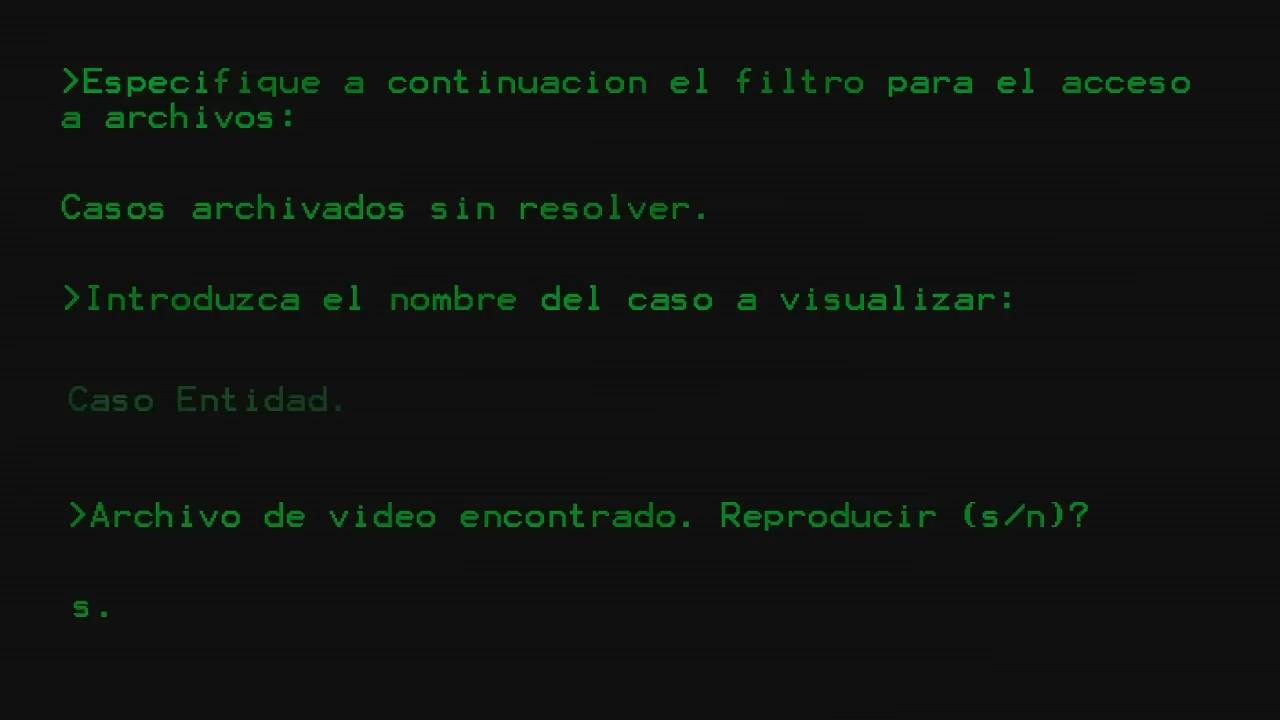 >Especifique a continuacion el filtro para el acceso
a archivos:
Casos archivados sin resolver.
>Introduzca el nombre del caso a visualizar:
Caso Entidad.
>Archivo de video encontrado. Reproducir (s/n)?
s.